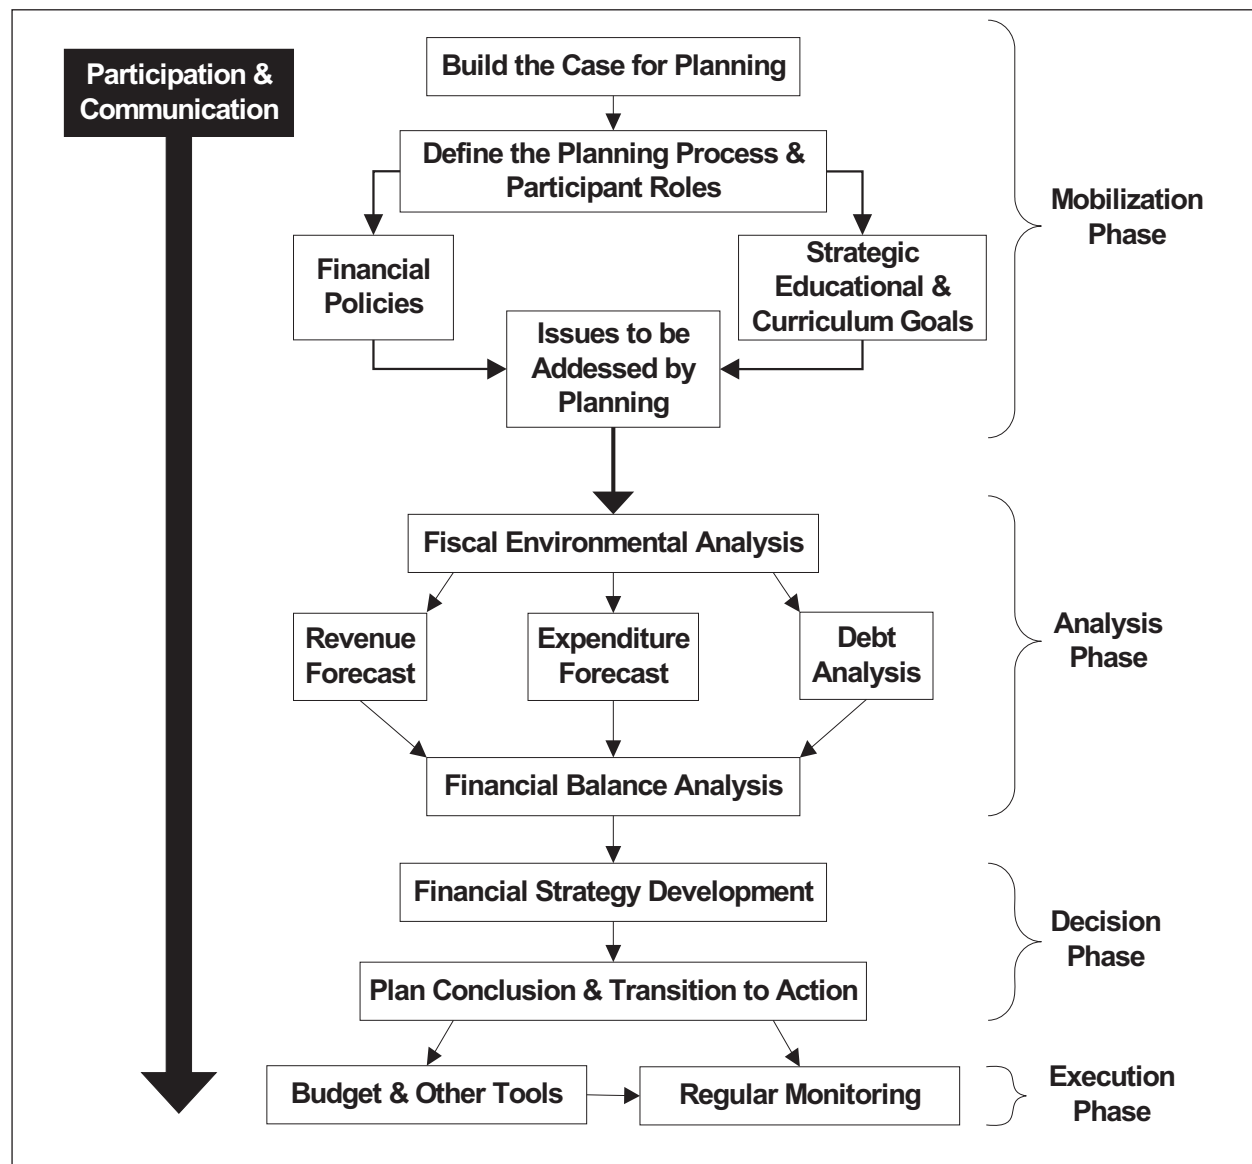 Participation &
Communication
Build the Case for Planning
Define the Planning Process &
Participant Roles
Financial
Policies
Strategic
Educational &
Curriculum Goals
Issues to be
Addessed by
Planning
Mobilization
Phase
Fiscal Environmental Analysis
Revenue
Forecast
Expenditure
Forecast
Debt
Analysis
Financial Balance Analysis
Analysis
Phase
Financial Strategy Development
Plan Conclusion & Transition to Action
Decision
Phase
Budget & Other Tools
Regular Monitoring
Execution
Phase